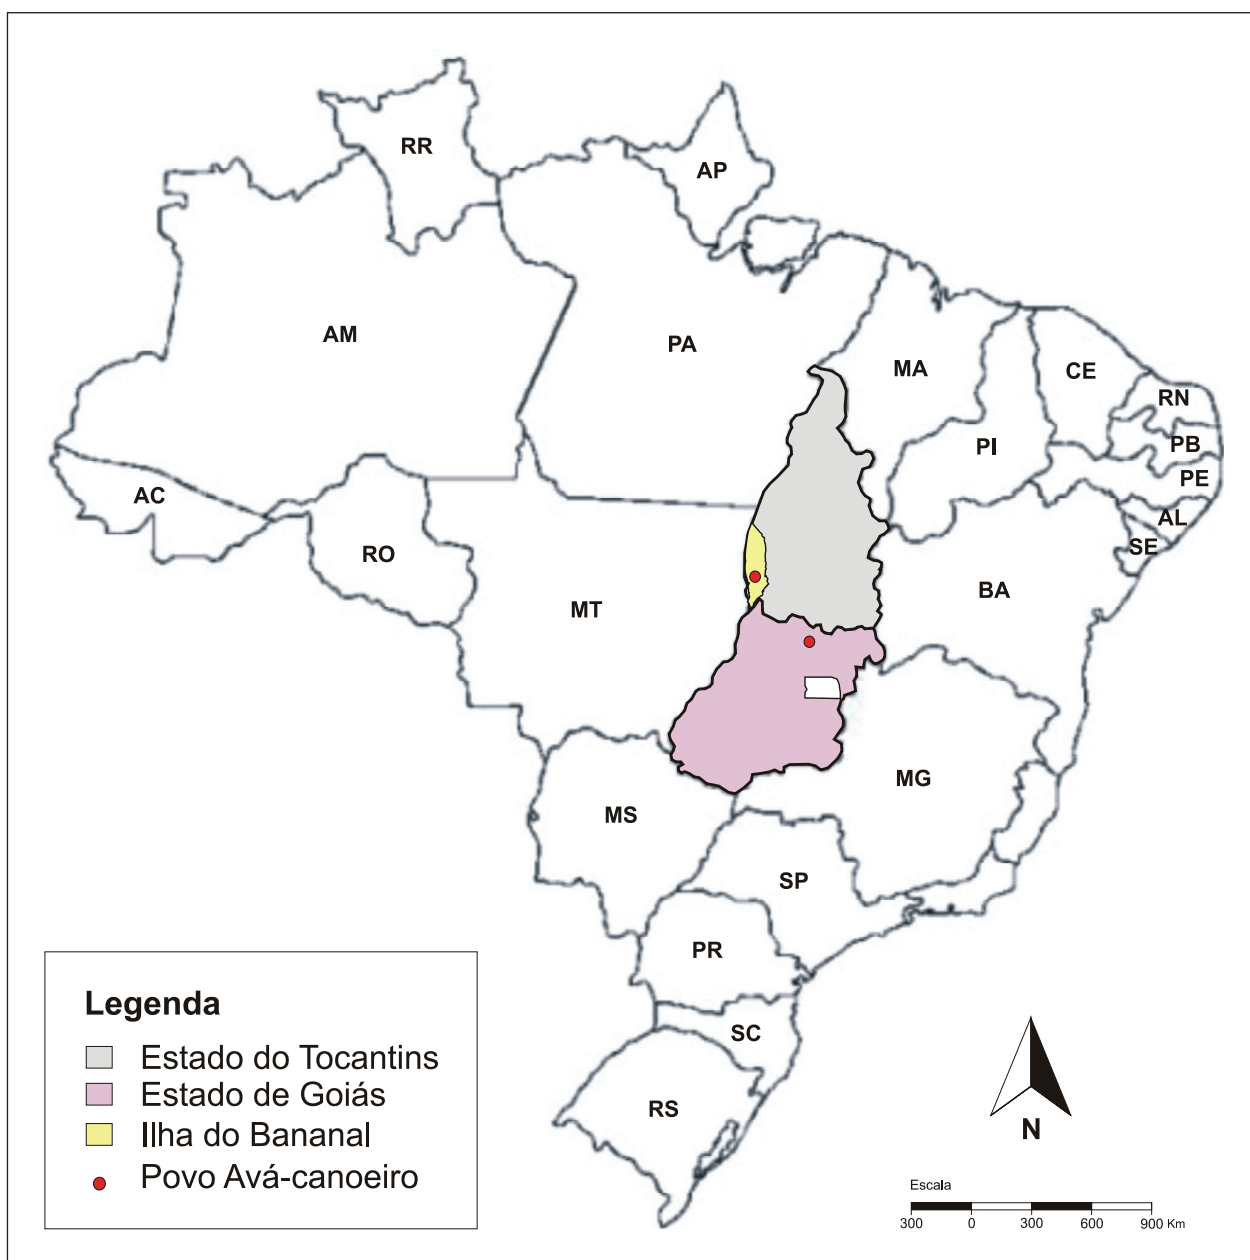 RR
AP
AM
PA
MA
CE
RN
PB
PI
PE
AC
AL
SE
RO
BA
MT
MG
MS
SP
PR
SC
RS
Legenda
Estado do Tocantins
Estado de Goiás
Ilha do Bananal
Povo Avá-canoeiro
N
Escala
300 0 300 600 900 Km